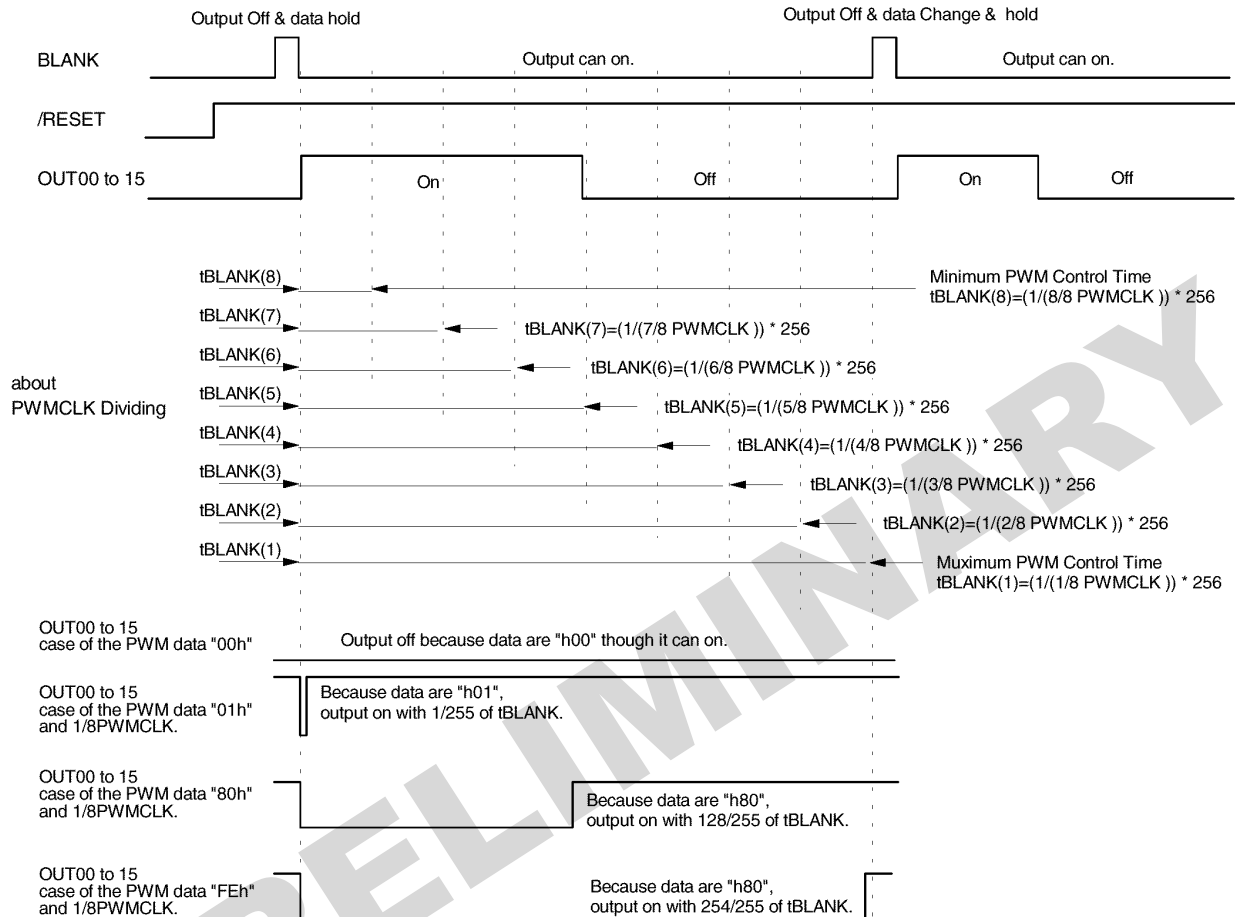 Output Off & data hold
Output Off & data Change & hold
BLANK
Output can on.
Output can on.
/RESET
OUT00 to 15
On
Off
On
Off
tBLANK(8)
Minimum PWM Control Time
tBLANK(8)=(1/(8/8 PWMCLK )) * 256
tBLANK(7)
tBLANK(7)=(1/(7/8 PWMCLK )) * 256
tBLANK(6)
tBLANK(6)=(1/(6/8 PWMCLK )) * 256
about
PWMCLK Dividing
tBLANK(5)
tBLANK(5)=(1/(5/8 PWMCLK )) * 256
tBLANK(4)
tBLANK(4)=(1/(4/8 PWMCLK )) * 256
tBLANK(3)
tBLANK(3)=(1/(3/8 PWMCLK )) * 256
tBLANK(2)
tBLANK(2)=(1/(2/8 PWMCLK )) * 256
tBLANK(1)
Muximum PWM Control Time
tBLANK(1)=(1/(1/8 PWMCLK )) * 256
OUT00 to 15
case of the PWM data "00h"
Output off because data are "h00" though it can on.
OUT00 to 15
case of the PWM data "01h"
and 1/8PWMCLK.
Because data are "h01",
output on with 1/255 of tBLANK.
OUT00 to 15
case of the PWM data "80h"
and 1/8PWMCLK.
Because data are "h80",
output on with 128/255 of tBLANK.
OUT00 to 15
case of the PWM data "FEh"
and 1/8PWMCLK.
Because data are "h80",
output on with 254/255 of tBLANK.
PRELIMINARY